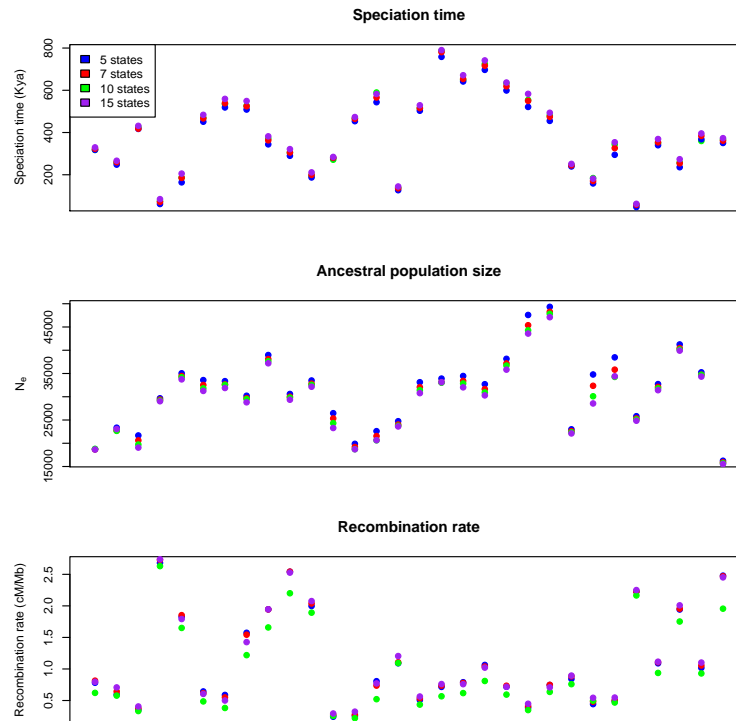 Speciation time
Speciation time (Kya)
800
600
400
200
5 states
7 states
10 states
15 states
Ancestral population size
Ne
45000
35000
25000
15000
Recombination rate
Recombination rate (cM/Mb)
2.5
2.0
1.5
1.0
0.5